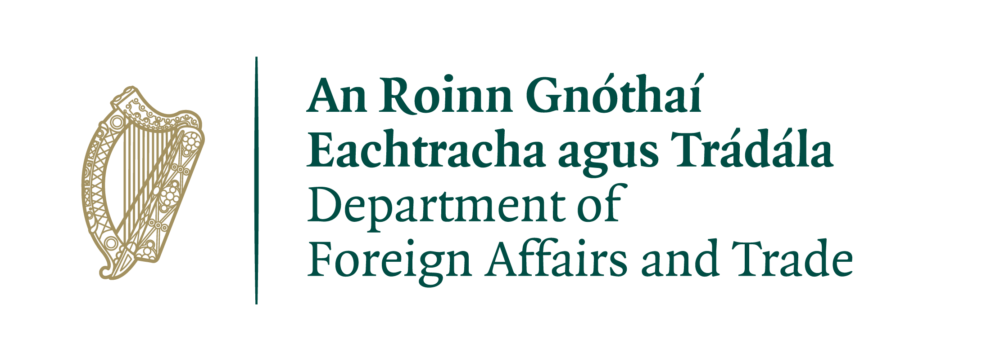 An Roinn Gnóthaí
Eachtracha agus Trádála
Department of
Foreign Affairs and Trade